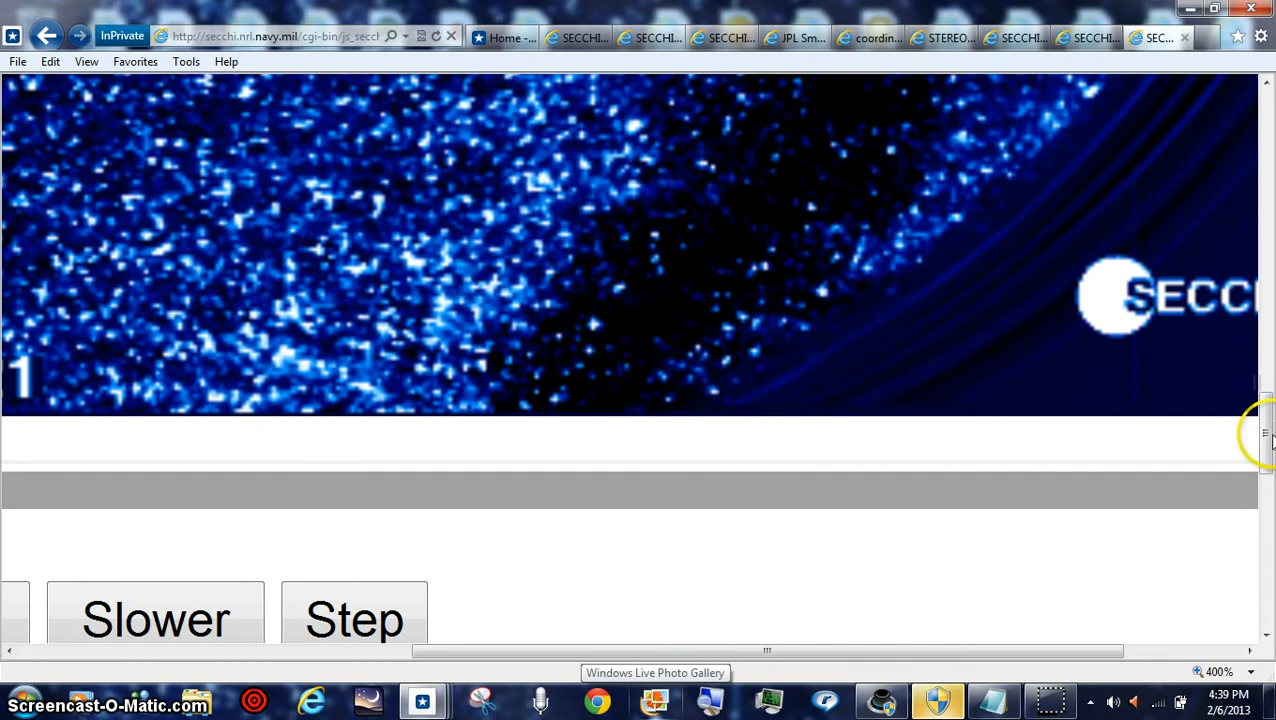 InPrivate
http://secchi.nrl.navy.mil/cgi-bin/js_secch
Home -...
SECCHI...
SECCHI...
SECCHI...
JPL Sm...
coordin...
STEREO...
SECCHI...
SECCHI...
SEC...
File Edit View Favorites Tools Help
SECCH
1
Slower
Step
Windows Live Photo Gallery
400%
Screencast-O-Matic.com
4:39 PM
2/6/2013